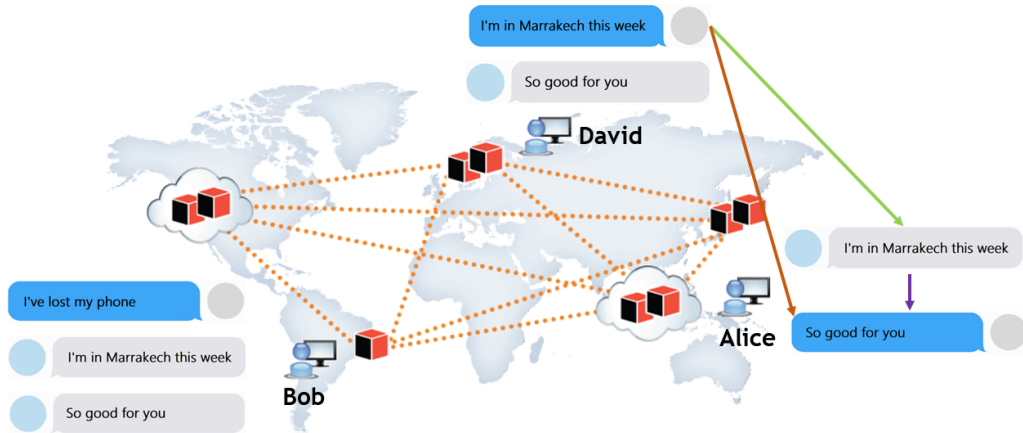 I'm in Marrakech this week
So good for you
David
I'm in Marrakech this week
So good for you
Alice
I've lost my phone
I'm in Marrakech this week
So good for you
Bob